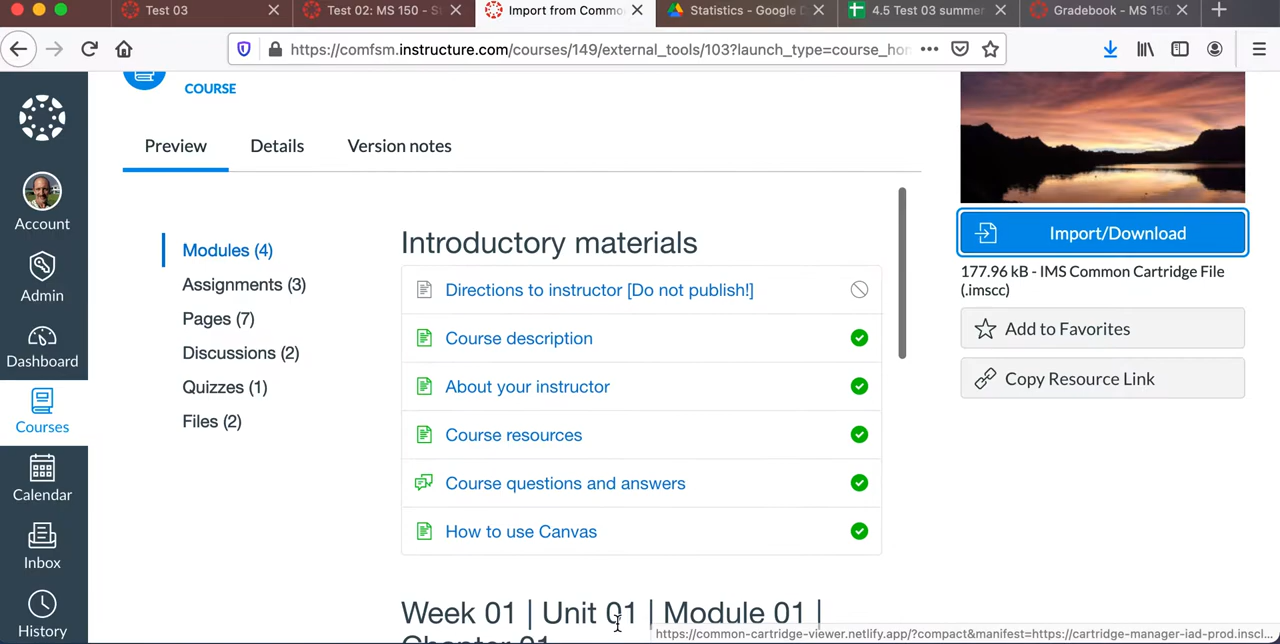 Test 03
Test 02: MS 150 - St
Import from Commo
Statistics - Google D
4.5 Test 03 summer
Gradebook - MS 150
https://comfsm.instructure.com/courses/149/external_tools/103?launch_type=course_hor
COURSE
Preview
Details
Version notes
Account
Admin
Dashboard
Courses
Calendar
Inbox
History
Modules (4)
Assignments (3)
Pages (7)
Discussions (2)
Quizzes (1)
Files (2)
Introductory materials
Directions to instructor [Do not publish!]
Course description
About your instructor
Course resources
Course questions and answers
How to use Canvas
Week 01 | Unit 01 | Module 01 |
Chapter 01
Import/Download
177.96 kB - IMS Common Cartridge File
(.imscc)
Add to Favorites
Copy Resource Link
https://common-cartridge-viewer.netlify.app/?compact&manifest=https://cartridge-manager-iad-prod.inscl...